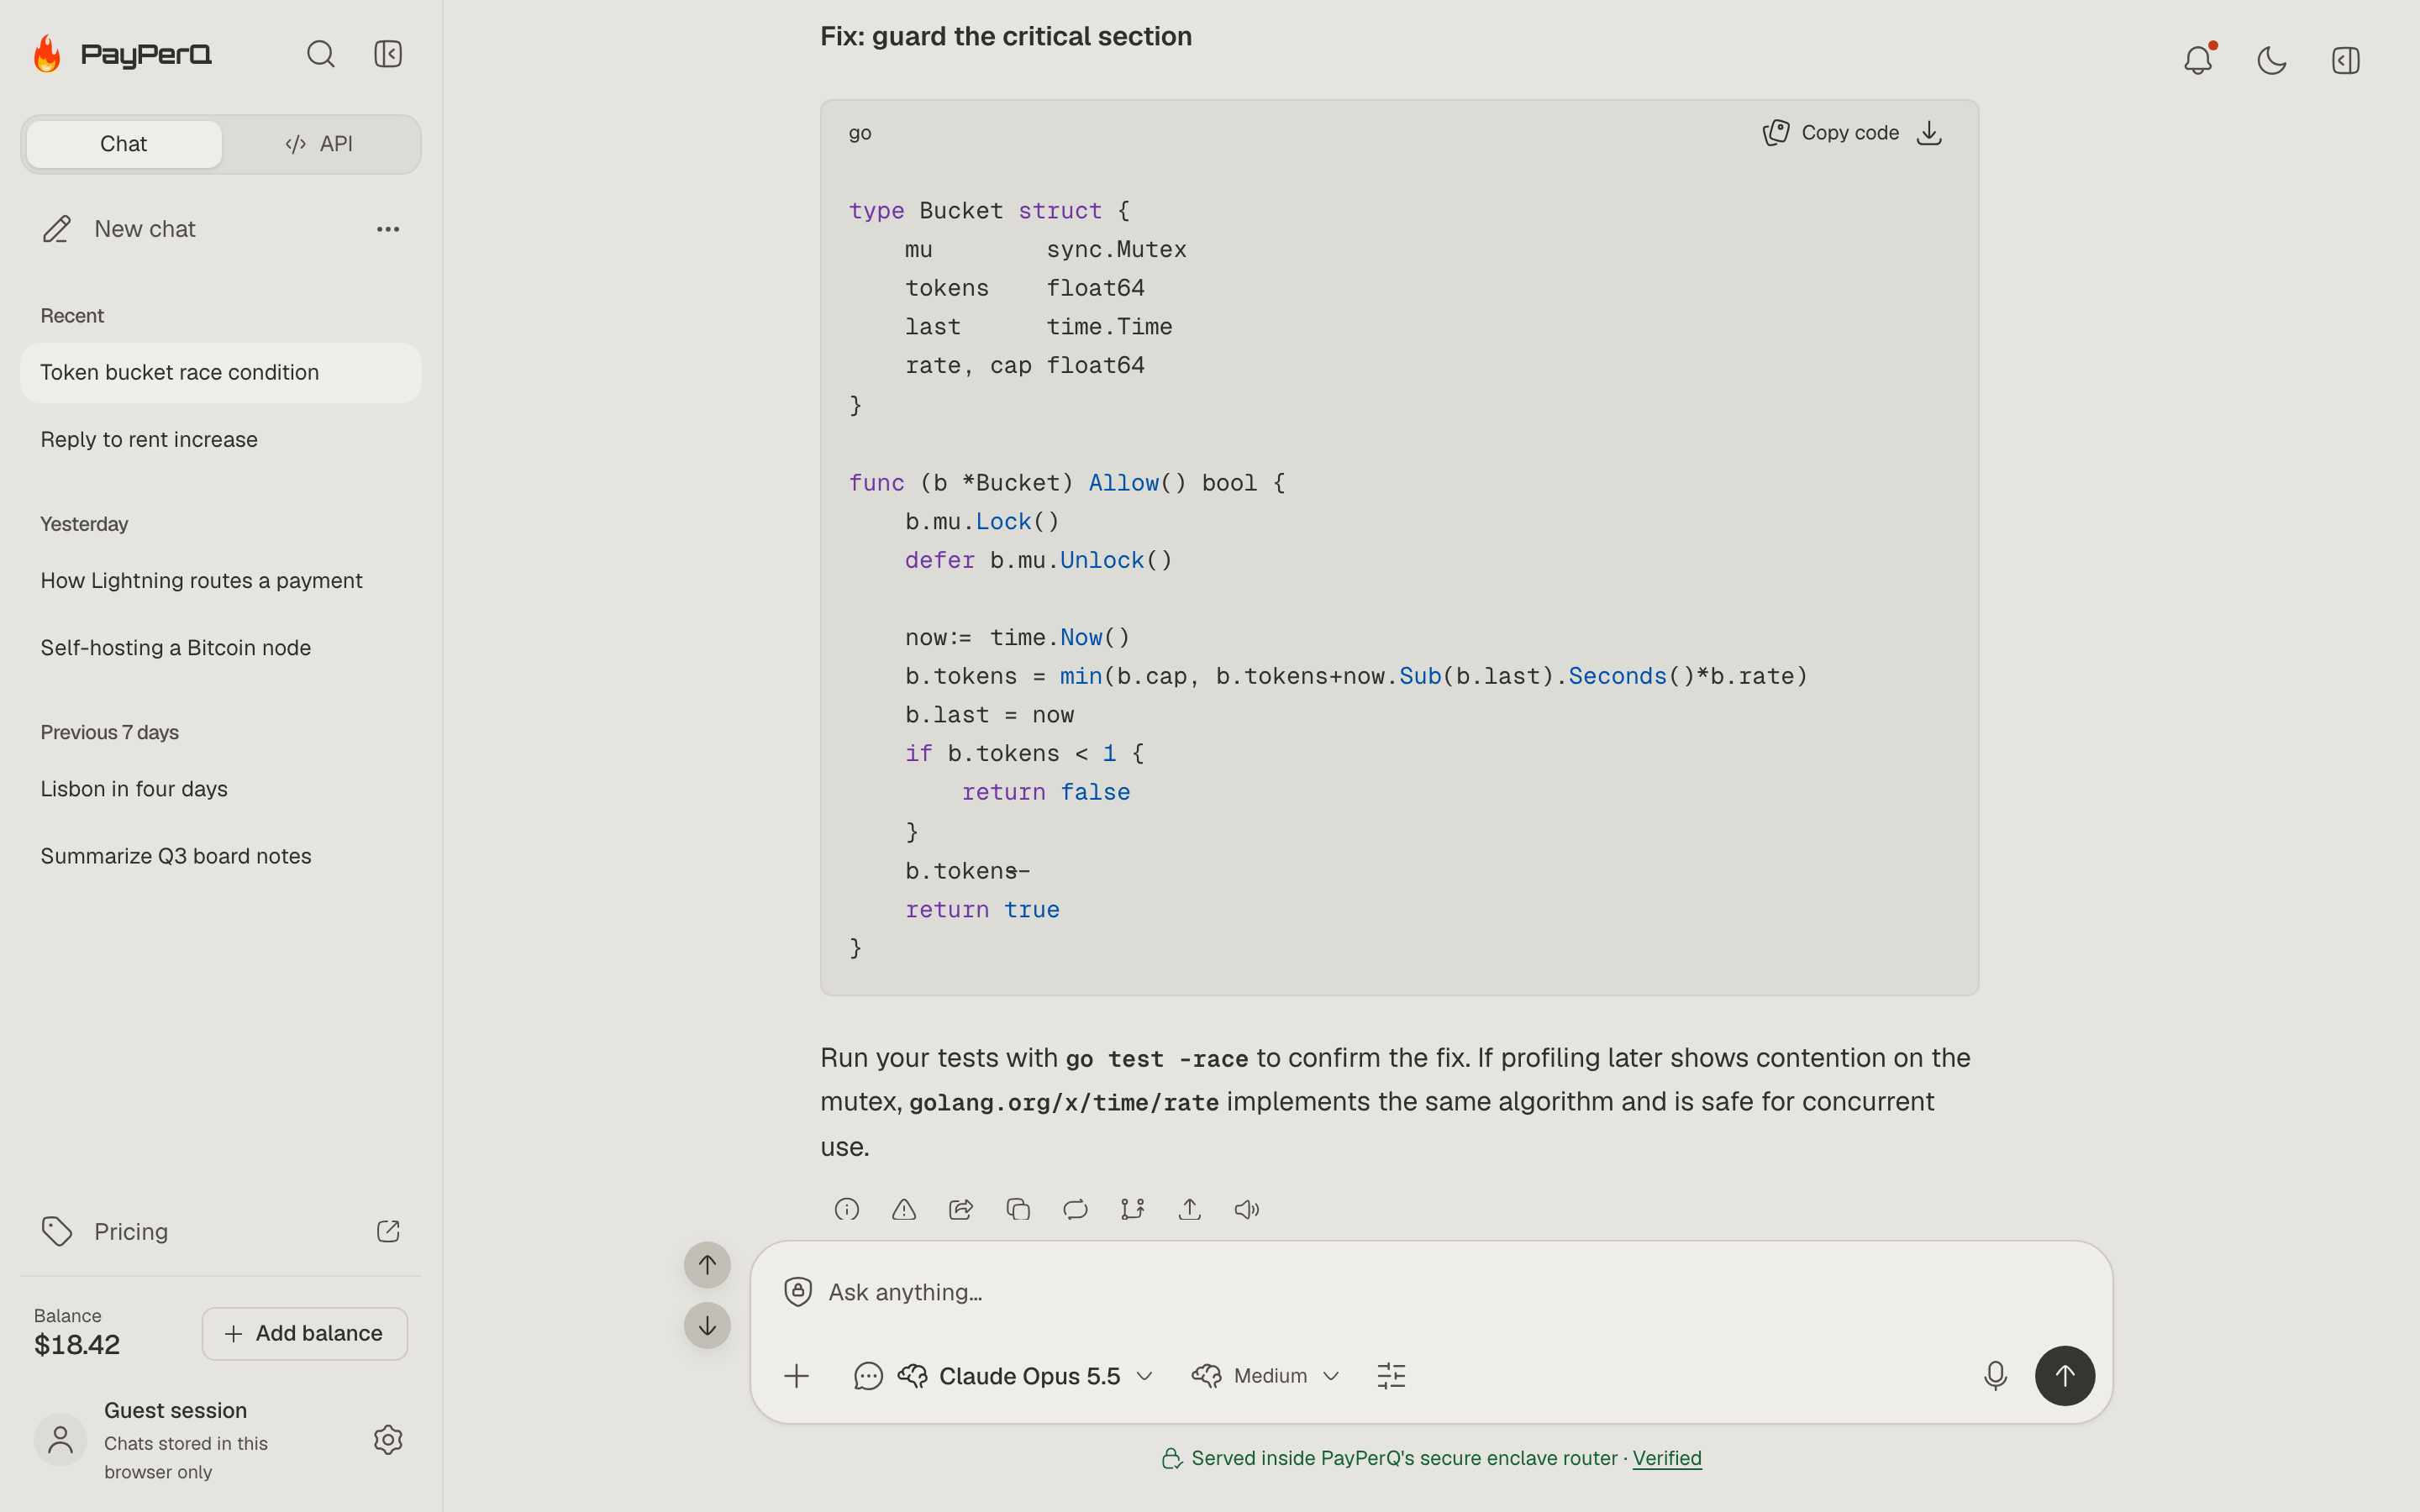 PayPerQ
Chat
API
New chat
Recent
Token bucket race condition
Reply to rent increase
Yesterday
How Lightning routes a payment
Self-hosting a Bitcoin node
Previous 7 days
Lisbon in four days
Summarize Q3 board notes
Pricing
Balance
$18.42
Add balance
Guest session
Chats stored in this
browser only
Fix: guard the critical section
go
Copy code
type Bucket struct {
    mu        sync.Mutex
    tokens    float64
    last      time.Time
    rate, cap float64
}
func (b *Bucket) Allow() bool {
    b.mu.Lock()
    defer b.mu.Unlock()
    now := time.Now()
    b.tokens = min(b.cap, b.tokens+now.Sub(b.last).Seconds()*b.rate)
    b.last = now
    if b.tokens < 1 {
        return false
    }
    b.tokens--
    return true
}
Run your tests with go test -race to confirm the fix. If profiling later shows contention on the
mutex, golang.org/x/time/rate implements the same algorithm and is safe for concurrent
use.
Ask anything…
Claude Opus 5.5
Medium
Served inside PayPerQ's secure enclave router · Verified